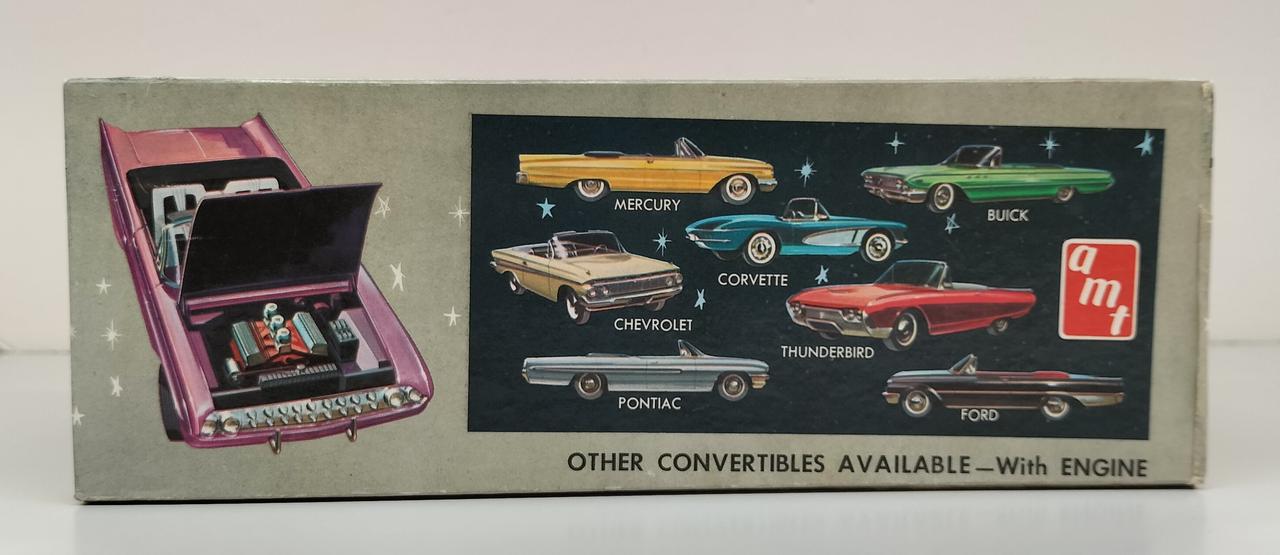 MERCURY
BUICK
CORVETTE
amt
CHEVROLET
THUNDERBIRD
PONTIAC
FORD
OTHER CONVERTIBLES AVAILABLE—With ENGINE